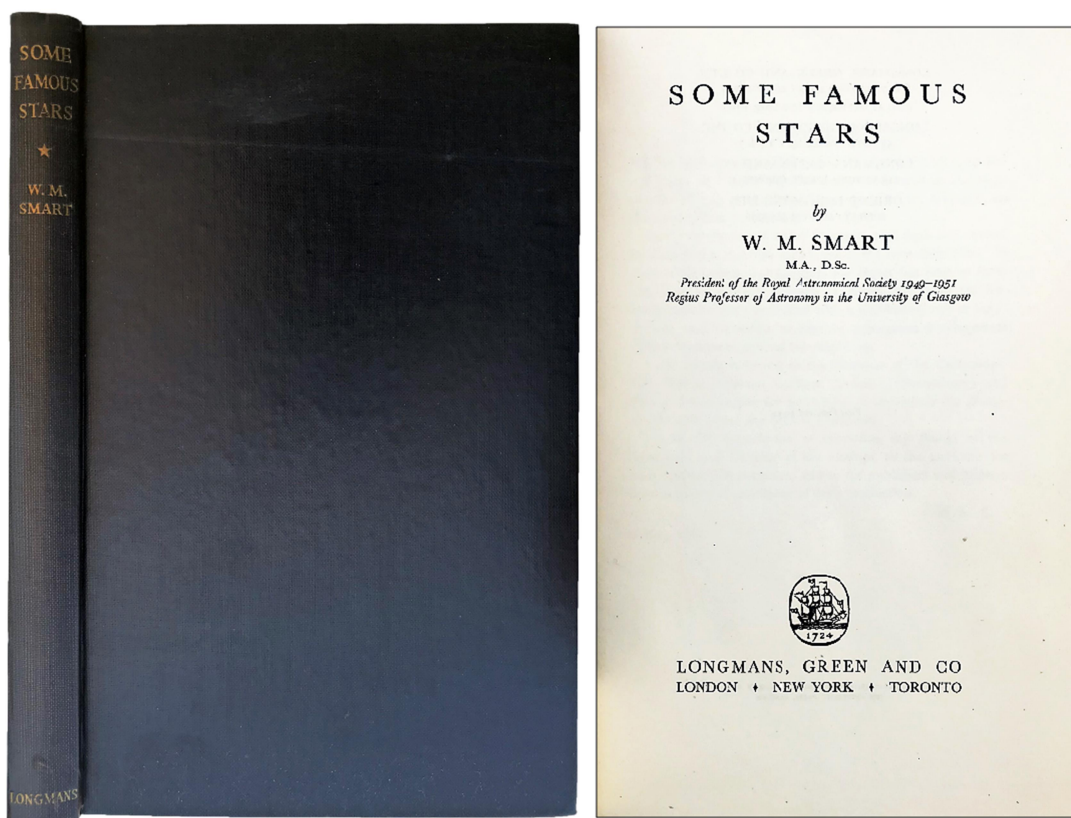 SOME
FAMOUS
STARS
W. M.
SMART
LONGMANS
SOME FAMOUS
STARS
by
W. M. SMART
M.A., D.Sc.
President of the Royal Astronomical Society 1949–1951
Regius Professor of Astronomy in the University of Glasgow
1724
LONGMANS, GREEN AND CO
LONDON ♦ NEW YORK ♦ TORONTO